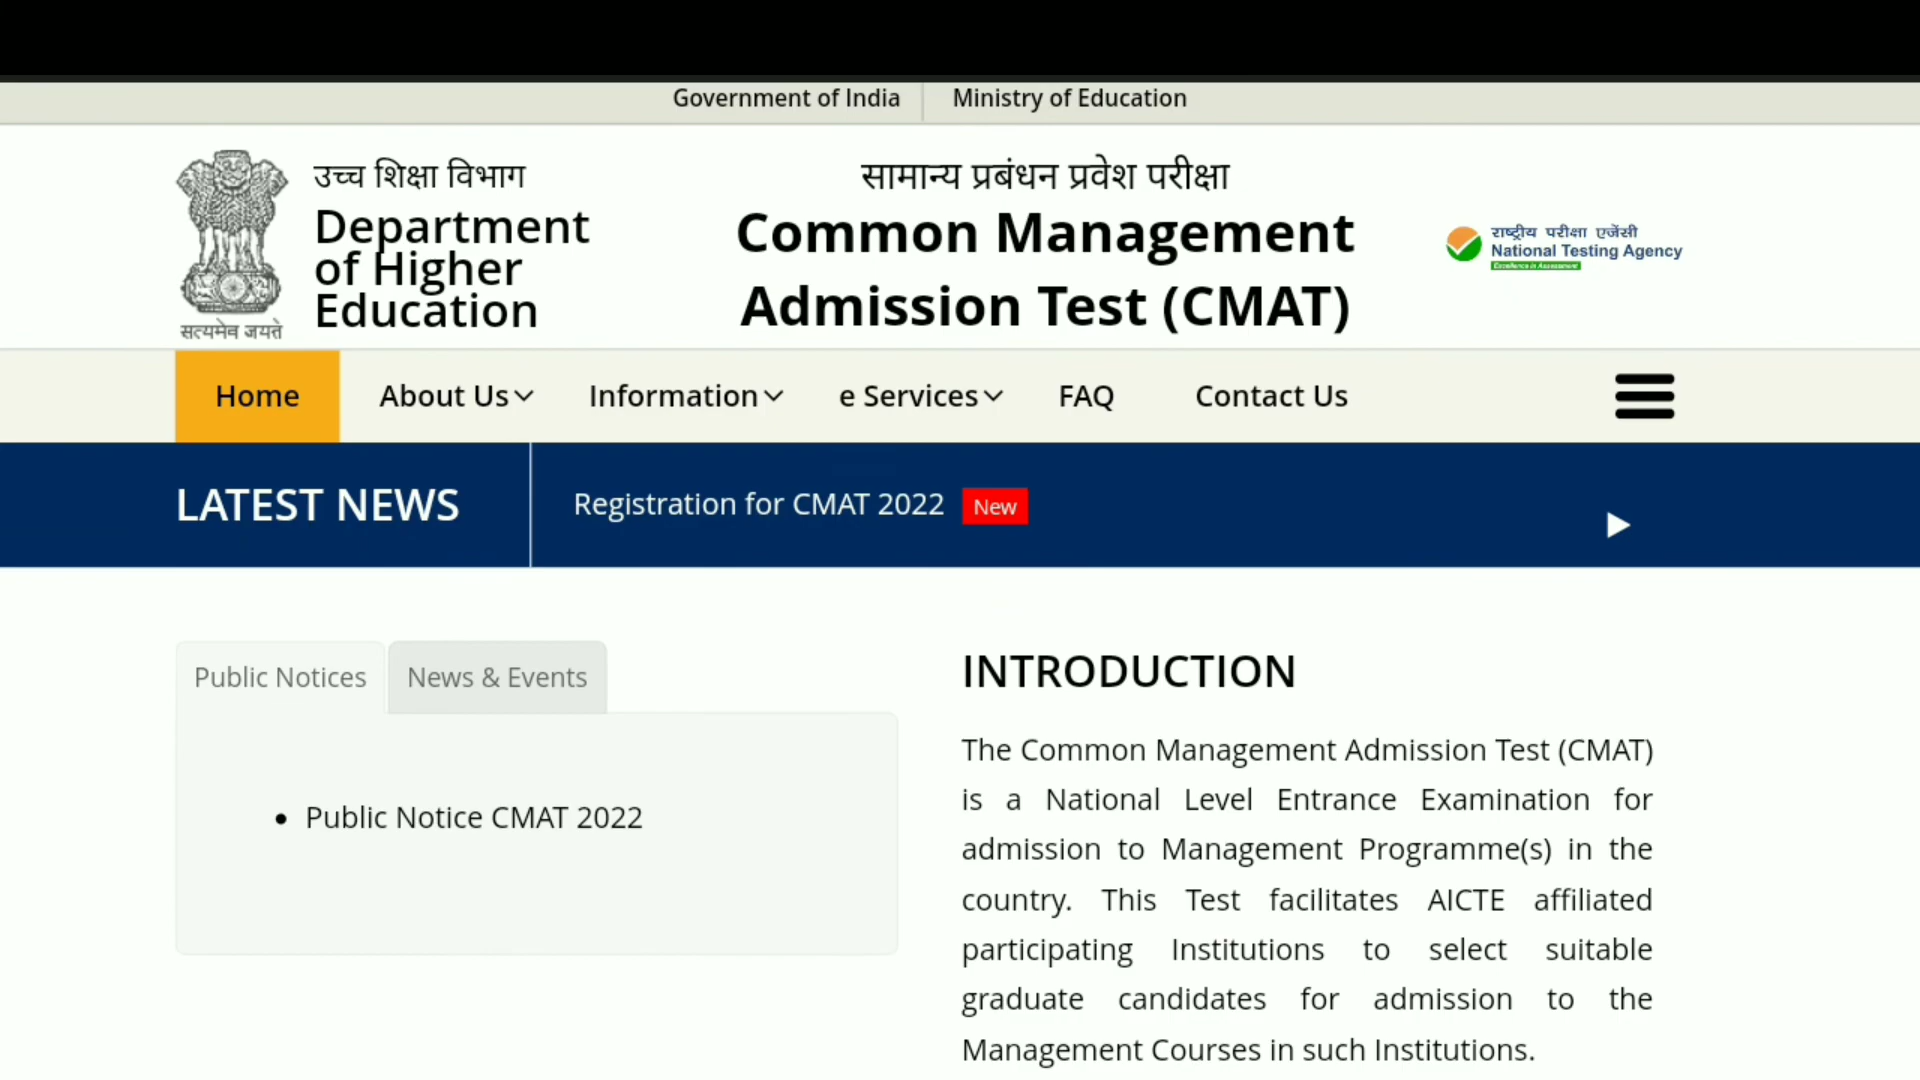 Government of India
Ministry of Education
उच्च शिक्षा विभाग
Department
of Higher
Education
सत्यमेव जयते
सामान्य प्रबंधन प्रवेश परीक्षा
Common Management
Admission Test (CMAT)
राष्ट्रीय परीक्षा एजेंसी
National Testing Agency
Excellence in Assessment
Home
About Us
Information
e Services
FAQ
Contact Us
LATEST NEWS
Registration for CMAT 2022 New
Public Notices
News & Events
Public Notice CMAT 2022
INTRODUCTION
The Common Management Admission Test (CMAT)
is a National Level Entrance Examination for
admission to Management Programme(s) in the
country. This Test facilitates AICTE affiliated
participating Institutions to select suitable
graduate candidates for admission to the
Management Courses in such Institutions.